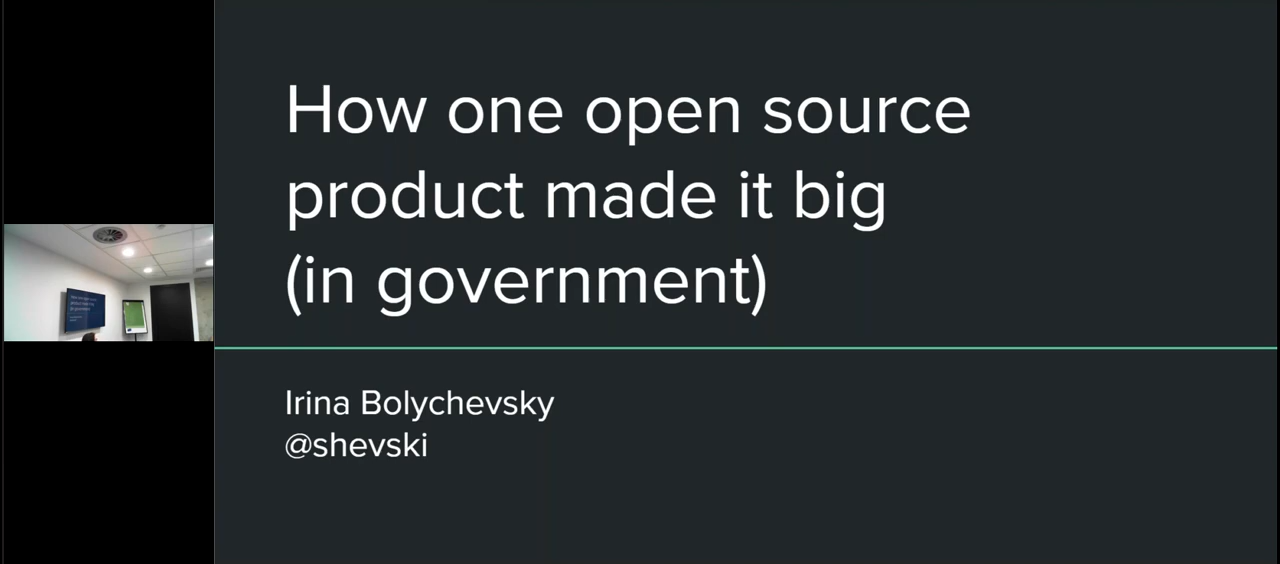 How one open source
product made it big
(in government)
Irina Bolychevsky
@shevski